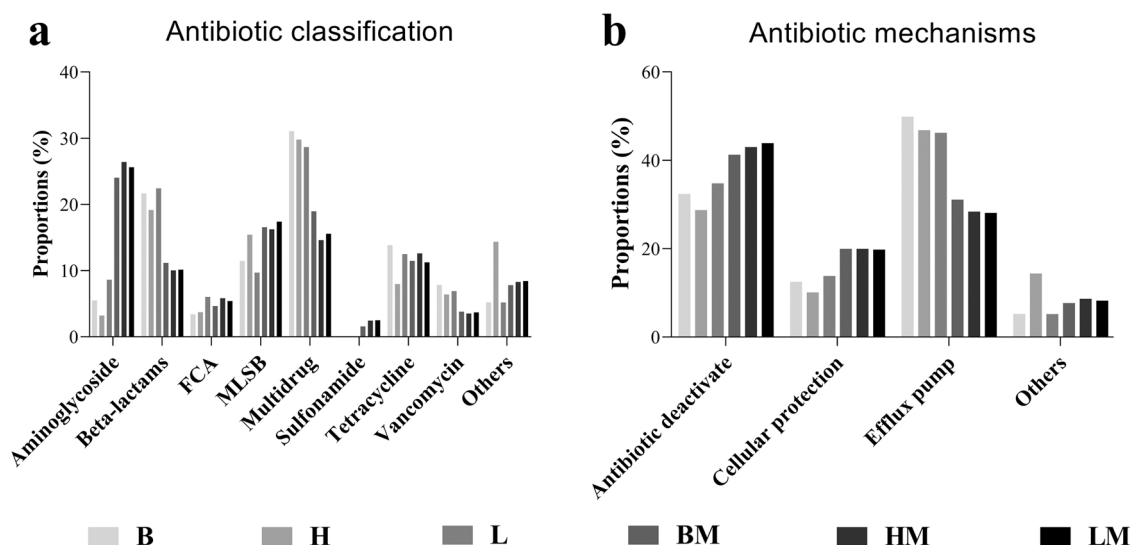 a Antibiotic classification
Proportions (%)
40
30
20
10
0
Aminoglycoside
Beta-lactams
FCA
MLSB
Multidrug
Sulfonamide
Tetracycline
Vancomycin
Others
b Antibiotic mechanisms
Proportions (%)
60
40
20
0
Antibiotic deactivate
Cellular protection
Efflux pump
Others
B H L BM HM LM